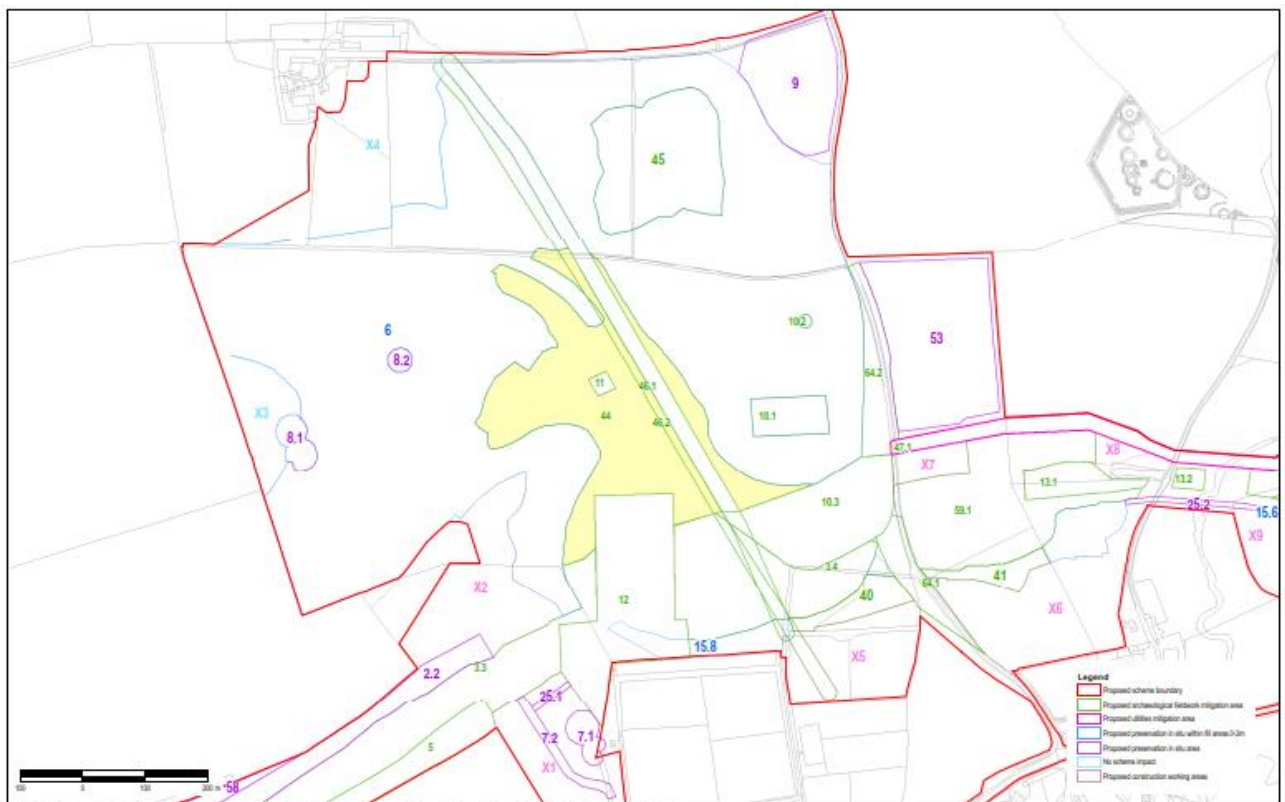 9
X4
45
6
8.2
53
10.2
11
46.1
64.2
X3
44
10.1
46.2
8.1
47.1
X7
X8
10.3
13.1
13.2
59.1
25.2
15.6
X9
3.4
64.1
41
X2
12
40
X6
15.8
X5
3.3
2.2
25.1
7.2
7.1
5
X1
*58
Legend
Proposed scheme boundary
Proposed archaeological fieldwork mitigation area
Proposed utilities mitigation area
Proposed preservation in situ within fill areas 0-2m
Proposed preservation in situ area
No scheme impact
Proposed construction working areas
100 m 0 100 200 m